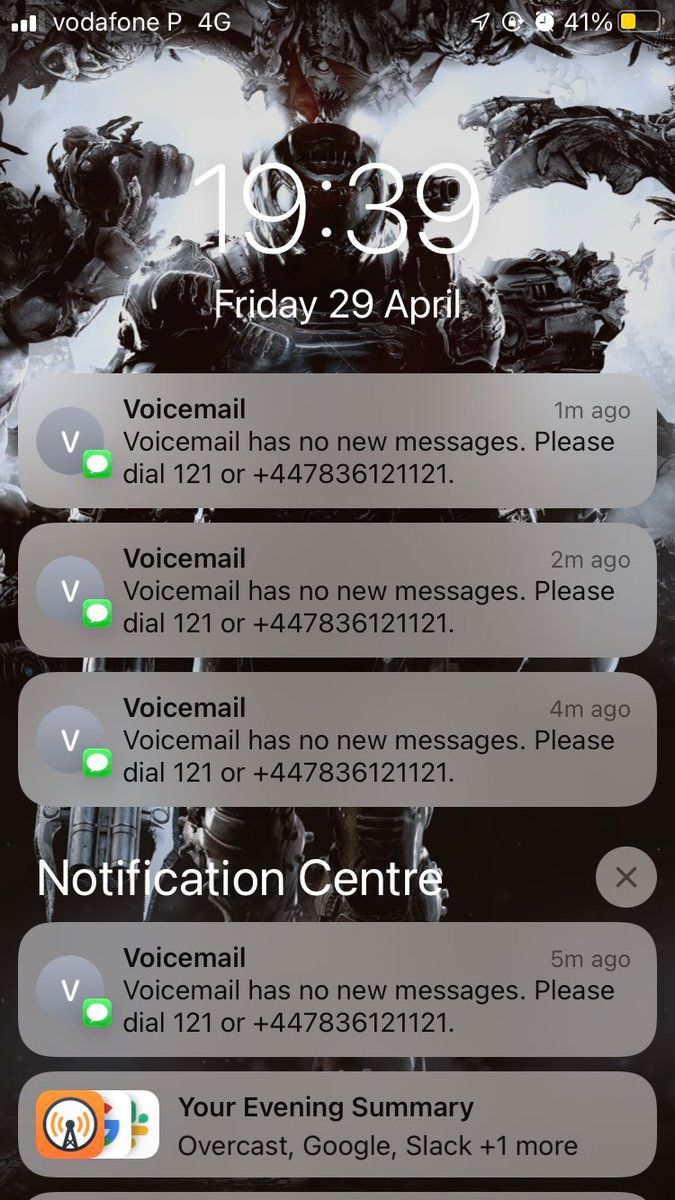 vodafone P 4G 41%
19:39
Friday 29 April
Voicemail 1m ago
V
Voicemail has no new messages. Please
dial 121 or +447836121121.
Voicemail 2m ago
V
Voicemail has no new messages. Please
dial 121 or +447836121121.
Voicemail 4m ago
V
Voicemail has no new messages. Please
dial 121 or +447836121121.
Notification Centre
Voicemail 5m ago
V
Voicemail has no new messages. Please
dial 121 or +447836121121.
Your Evening Summary
Overcast, Google, Slack +1 more